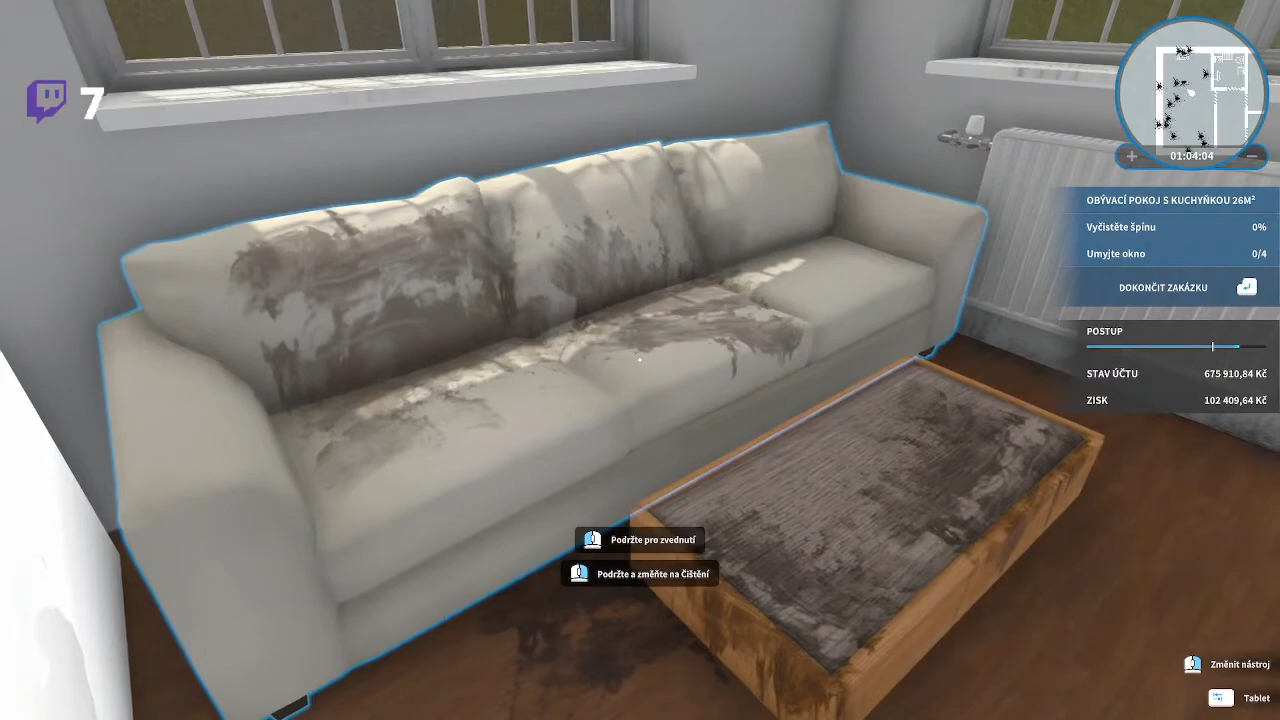 7
01:04:04
OBÝVACÍ POKOJ S KUCHYŇKOU 26M²
Vyčistěte špínu 0%
Umyjte okno 0/4
DOKONČIT ZAKÁZKU
POSTUP
STAV ÚČTU 675 910,84 Kč
ZISK 102 409,64 Kč
Podržte pro zvednutí
Podržte a změňte na Čištění
Změnit nástroj
Tablet